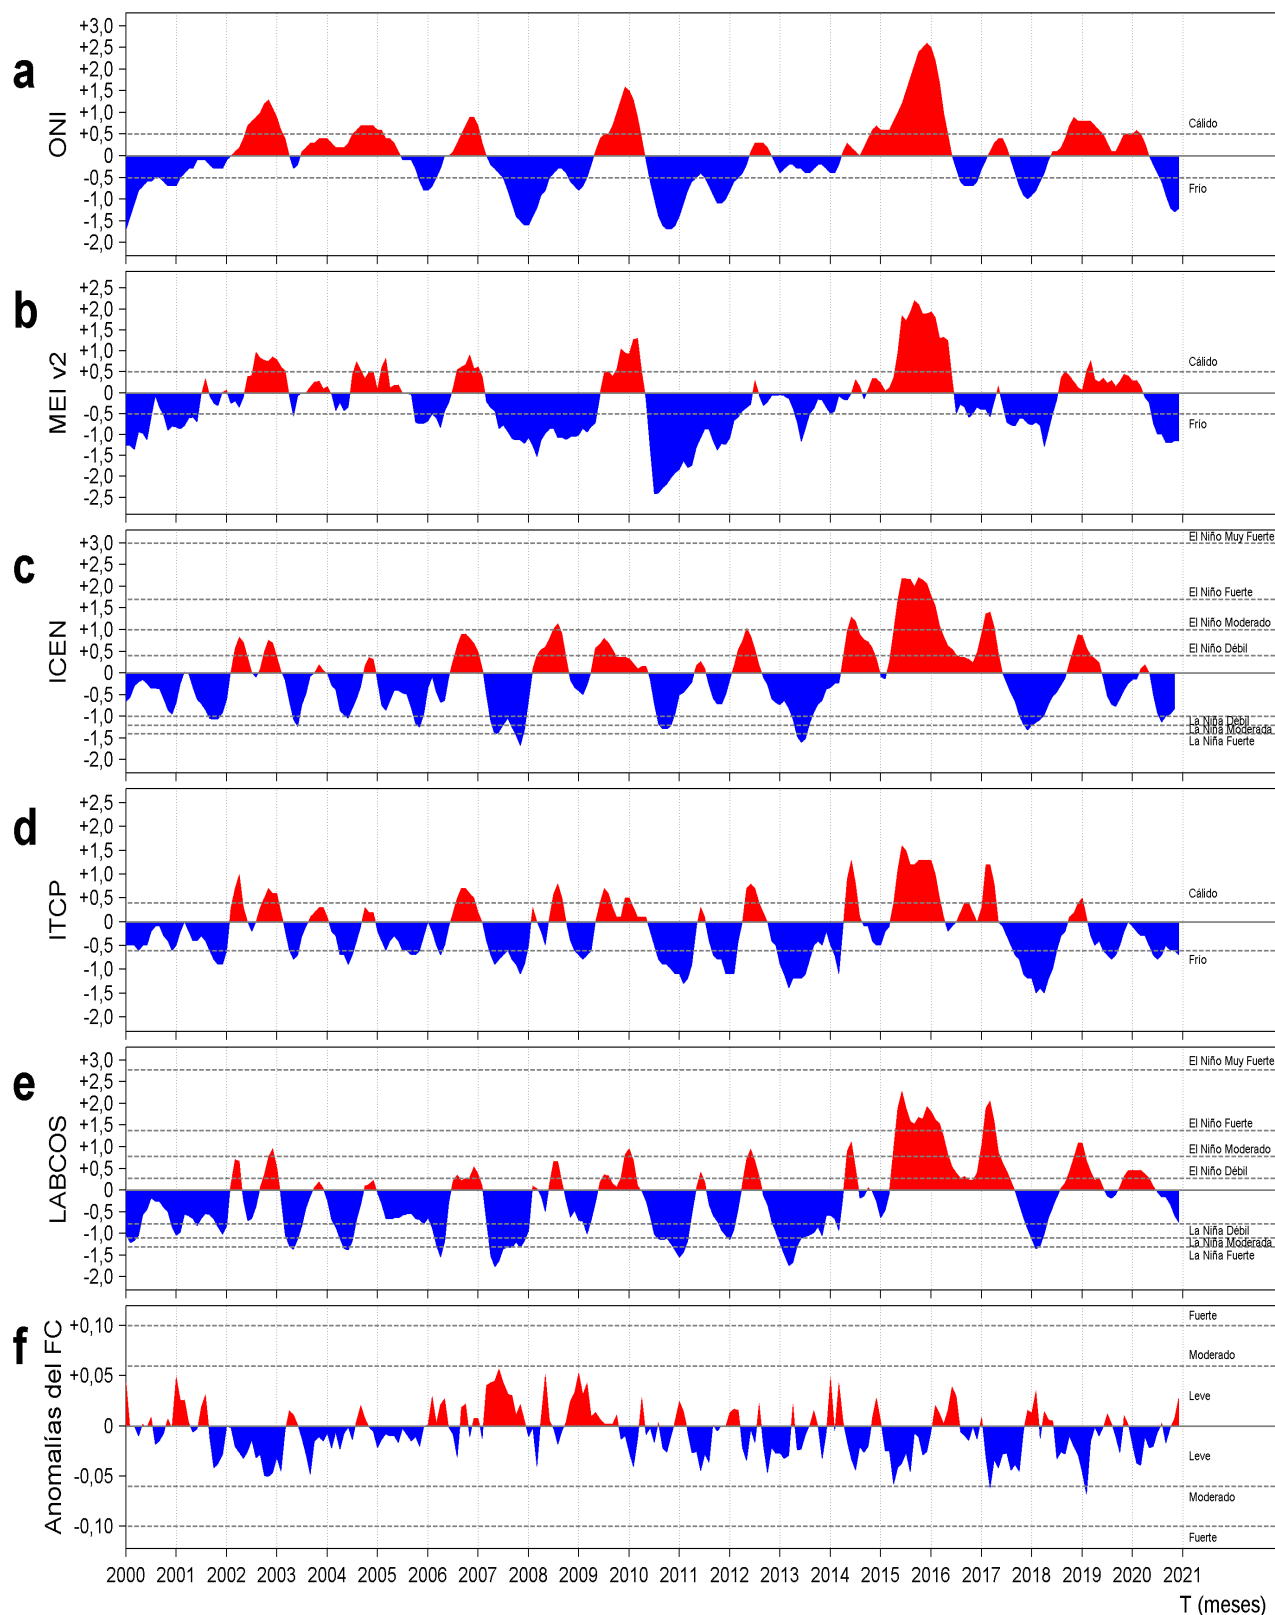 a
ONI
+3,0
+2,5
+2,0
+1,5
+1,0
+0,5
0
-0,5
-1,0
-1,5
-2,0
Cálido
Frío
b
MEI v2
+2,5
+2,0
+1,5
+1,0
+0,5
0
-0,5
-1,0
-1,5
-2,0
-2,5
Cálido
Frío
c
ICEN
+3,0
+2,5
+2,0
+1,5
+1,0
+0,5
0
-0,5
-1,0
-1,5
-2,0
El Niño Muy Fuerte
El Niño Fuerte
El Niño Moderado
El Niño Débil
La Niña Débil
La Niña Moderada
La Niña Fuerte
d
ITCP
+2,5
+2,0
+1,5
+1,0
+0,5
0
-0,5
-1,0
-1,5
-2,0
Cálido
Frío
e
LABCOS
+3,0
+2,5
+2,0
+1,5
+1,0
+0,5
0
-0,5
-1,0
-1,5
-2,0
El Niño Muy Fuerte
El Niño Fuerte
El Niño Moderado
El Niño Débil
La Niña Débil
La Niña Moderada
La Niña Fuerte
f
Anomalías del FC
+0,10
+0,05
0
-0,05
-0,10
Fuerte
Moderado
Leve
Leve
Moderado
Fuerte
2000 2001 2002 2003 2004 2005 2006 2007 2008 2009 2010 2011 2012 2013 2014 2015 2016 2017 2018 2019 2020 2021
T (meses)